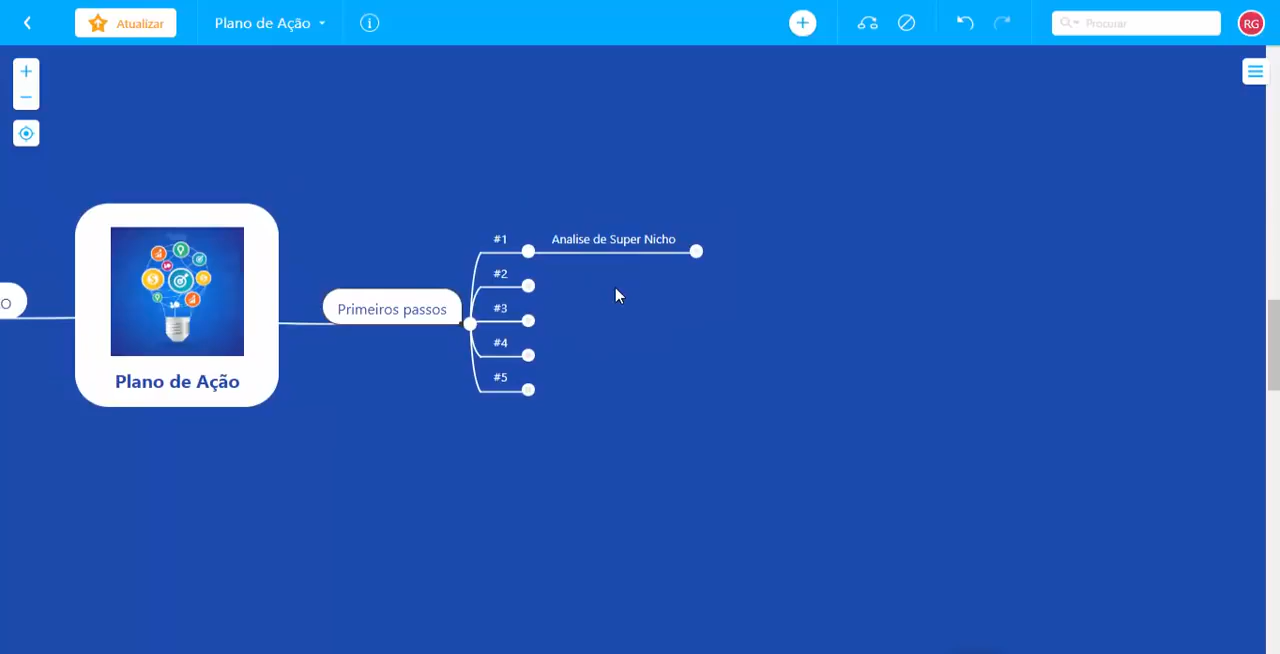 Atualizar
Plano de Ação
Procurar
RG
#1
Analise de Super Nicho
#2
#3
#4
#5
Primeiros passos
O
Plano de Ação